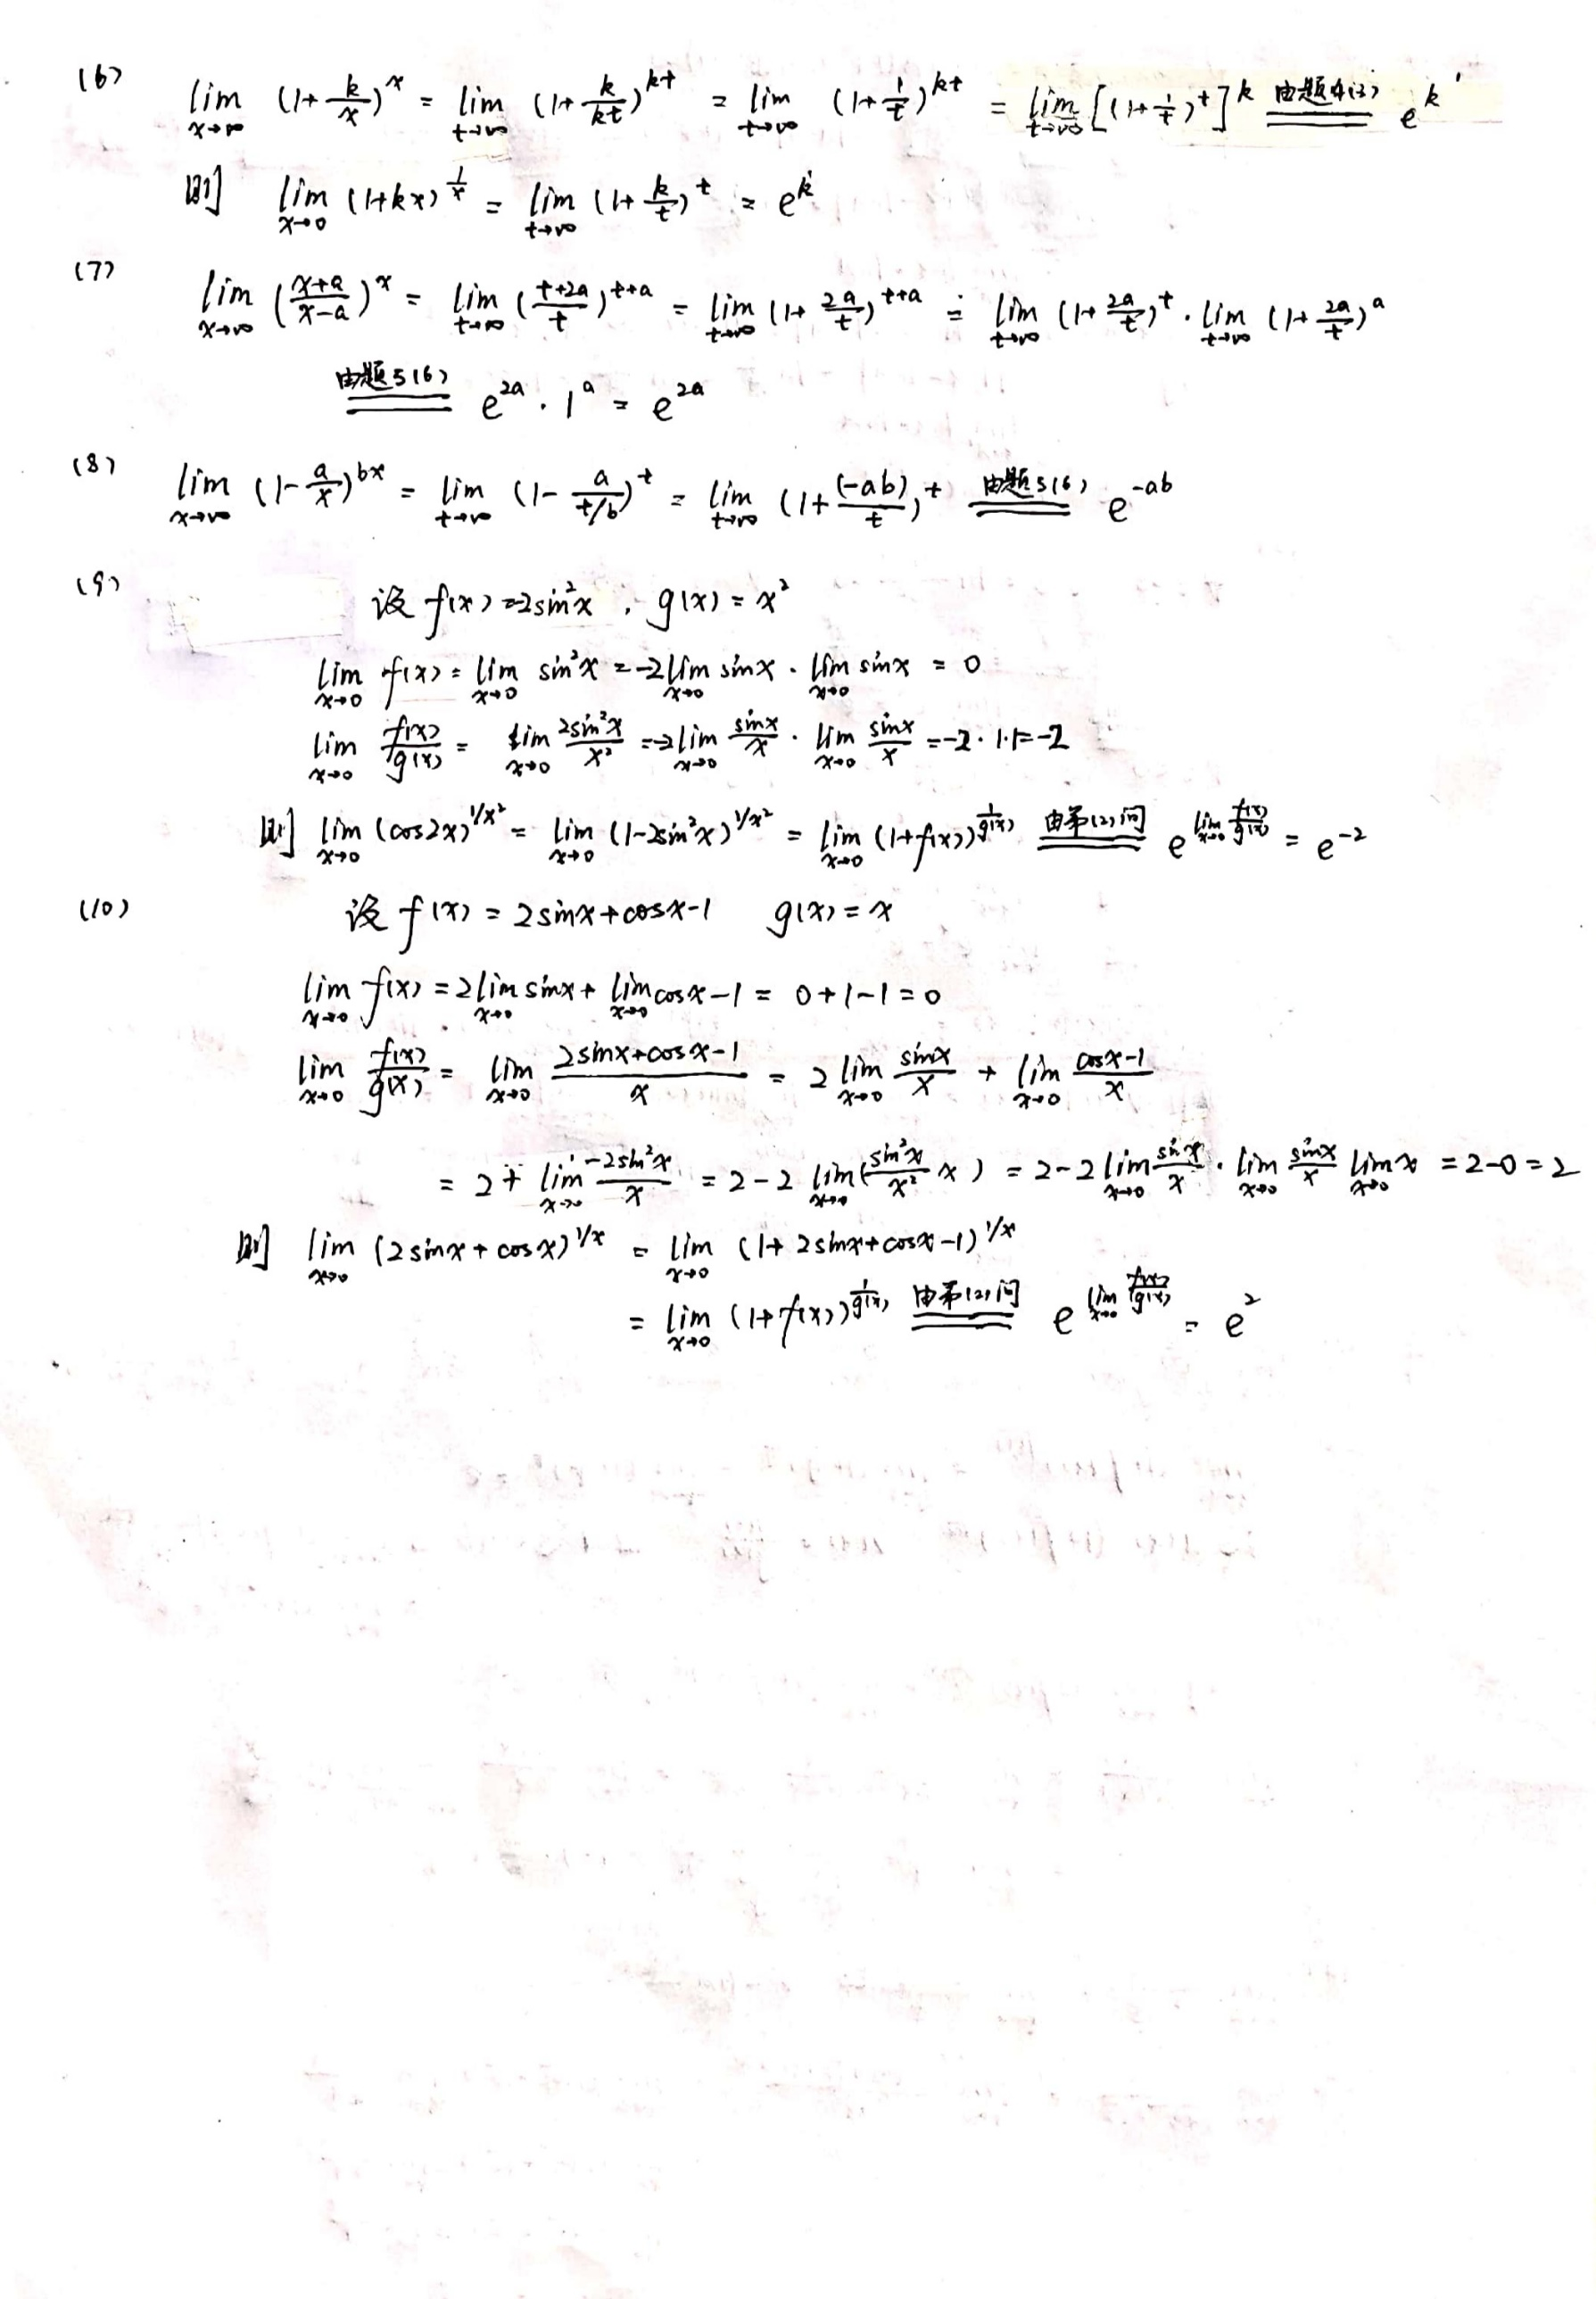 (6) lim_{x→∞} (1+k/x)^x = lim_{t→∞} (1+k/kt)^{kt} = lim_{t→∞} (1+1/t)^{kt} = lim_{t→∞} [(1+1/t)^t]^k 由题4(3) e^k
则 lim_{x→0} (1+kx)^{1/x} = lim_{t→∞} (1+k/t)^t = e^k
(7) lim_{x→∞} (x+a/x-a)^x = lim_{t→∞} (t+2a/t)^{t+a} = lim_{t→∞} (1+2a/t)^{t+a} = lim_{t→∞} (1+2a/t)^t · lim_{t→∞} (1+2a/t)^a
由题5(6) e^{2a} · 1^a = e^{2a}
(8) lim_{x→∞} (1-a/x)^{bx} = lim_{t→∞} (1-a/(t/b))^t = lim_{t→∞} (1+(-ab)/t)^t 由题5(6) e^{-ab}
(9) 设 f(x)=-2sin²x , g(x)=x²
lim_{x→0} f(x) = lim_{x→0} sin²x = -2lim_{x→0} sinx · lim_{x→0} sinx = 0
lim_{x→0} f(x)/g(x) = lim_{x→0} 2sin²x/x² = -2lim_{x→0} sinx/x · lim_{x→0} sinx/x = -2·1·1=-2
则 lim_{x→0} (cos2x)^{1/x²} = lim_{x→0} (1-2sin²x)^{1/x²} = lim_{x→0} (1+f(x))^{1/g(x)} 由第(2)问 e^{lim_{x→0} f(x)/g(x)} = e^{-2}
(10) 设 f(x) = 2sinx+cosx-1 g(x)=x
lim_{x→0} f(x) = 2lim_{x→0} sinx + lim_{x→0} cosx-1 = 0+1-1=0
lim_{x→0} f(x)/g(x) = lim_{x→0} 2sinx+cosx-1/x = 2 lim_{x→0} sinx/x + lim_{x→0} cosx-1/x
= 2+ lim_{x→0} -2sin²x/x = 2-2 lim_{x→0} (sin²x/x² x) = 2-2 lim_{x→0} sinx/x · lim_{x→0} sinx/x lim_{x→0} x = 2-0=2
则 lim_{x→0} (2sinx+cosx)^{1/x} = lim_{x→0} (1+2sinx+cosx-1)^{1/x}
= lim_{x→0} (1+f(x))^{1/g(x)} 由第(2)问 e^{lim_{x→0} f(x)/g(x)} = e²